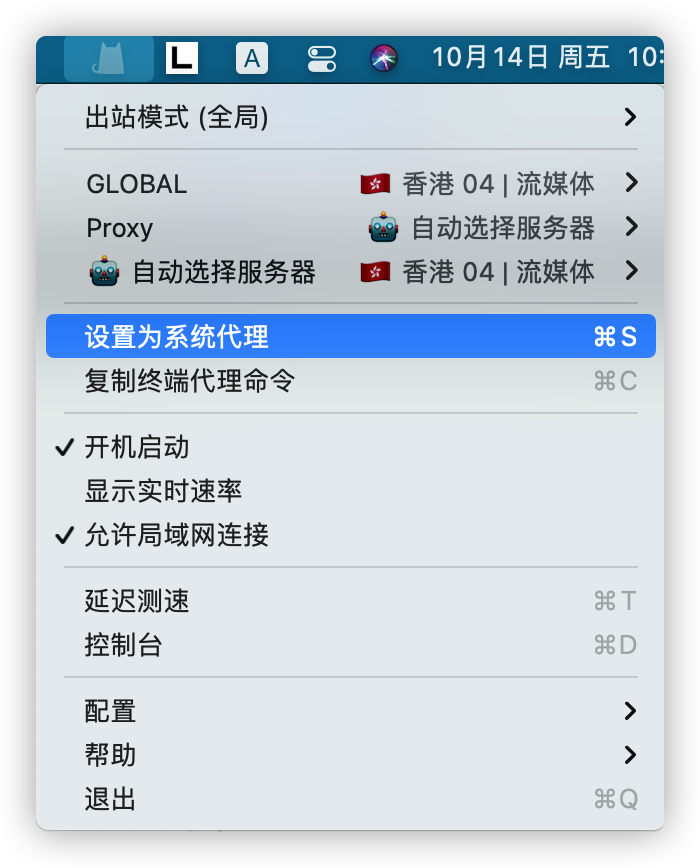 L A 10月14日 周五 10:
出站模式 (全局)
GLOBAL 香港 04 | 流媒体
Proxy 自动选择服务器
自动选择服务器 香港 04 | 流媒体
设置为系统代理 ⌘S
复制终端代理命令 ⌘C
✓ 开机启动
显示实时速率
✓ 允许局域网连接
延迟测速 ⌘T
控制台 ⌘D
配置
帮助
退出 ⌘Q